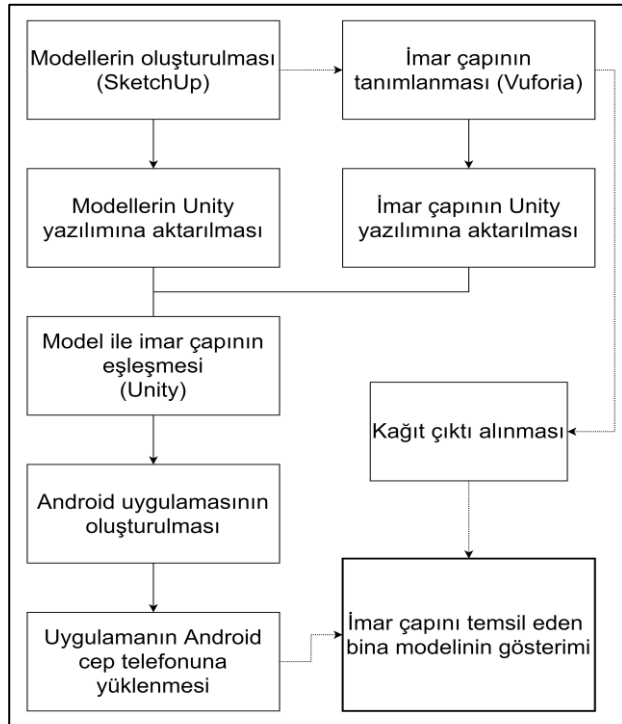 Modellerin oluşturulması
(SketchUp)
İmar çapının
tanımlanması (Vuforia)
Modellerin Unity
yazılımına aktarılması
İmar çapının Unity
yazılımına aktarılması
Model ile imar çapının
eşleşmesi
(Unity)
Kağıt çıktı alınması
Android uygulamasının
oluşturulması
Uygulamanın Android
cep telefonuna
yüklenmesi
İmar çapını temsil eden
bina modelinin gösterimi